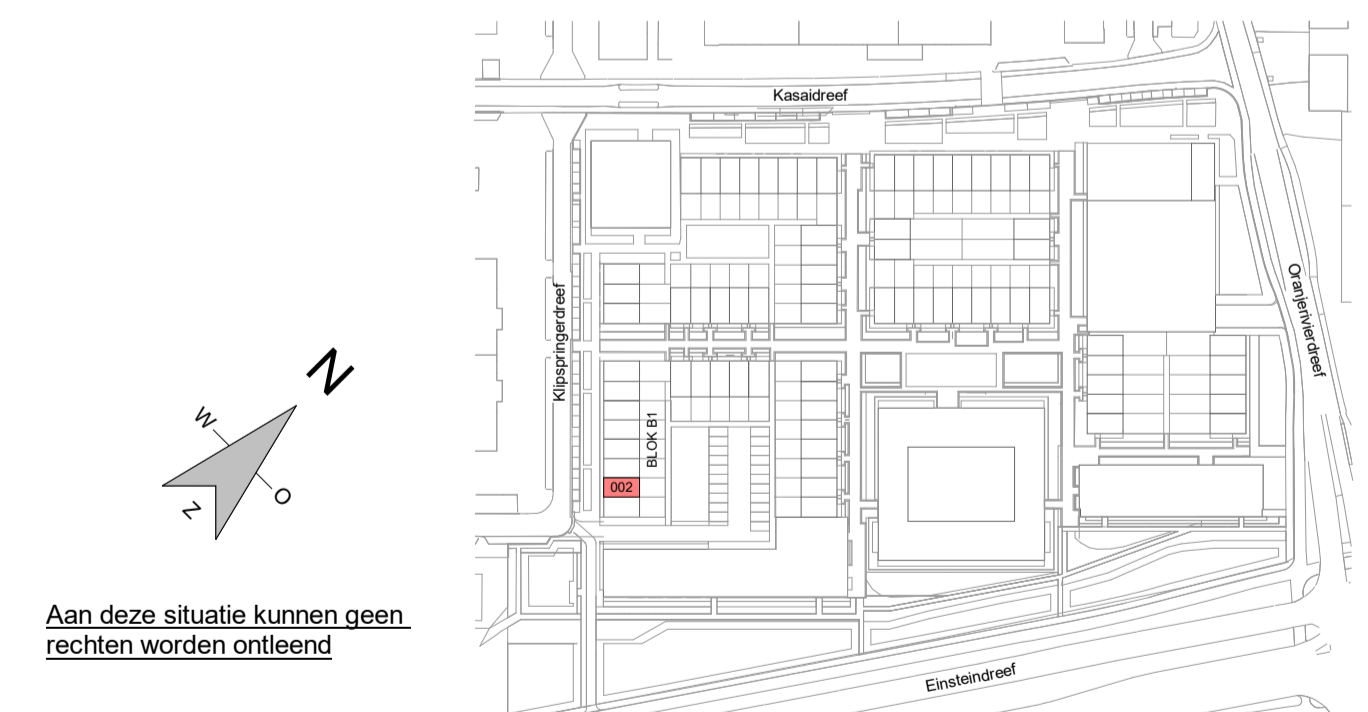 Kasaidreef
Klipspringerdreef
Oranjerivierdreef
BLOK B1
002
N
W
O
Z
Aan deze situatie kunnen geen
rechten worden ontleend
Einsteindreef